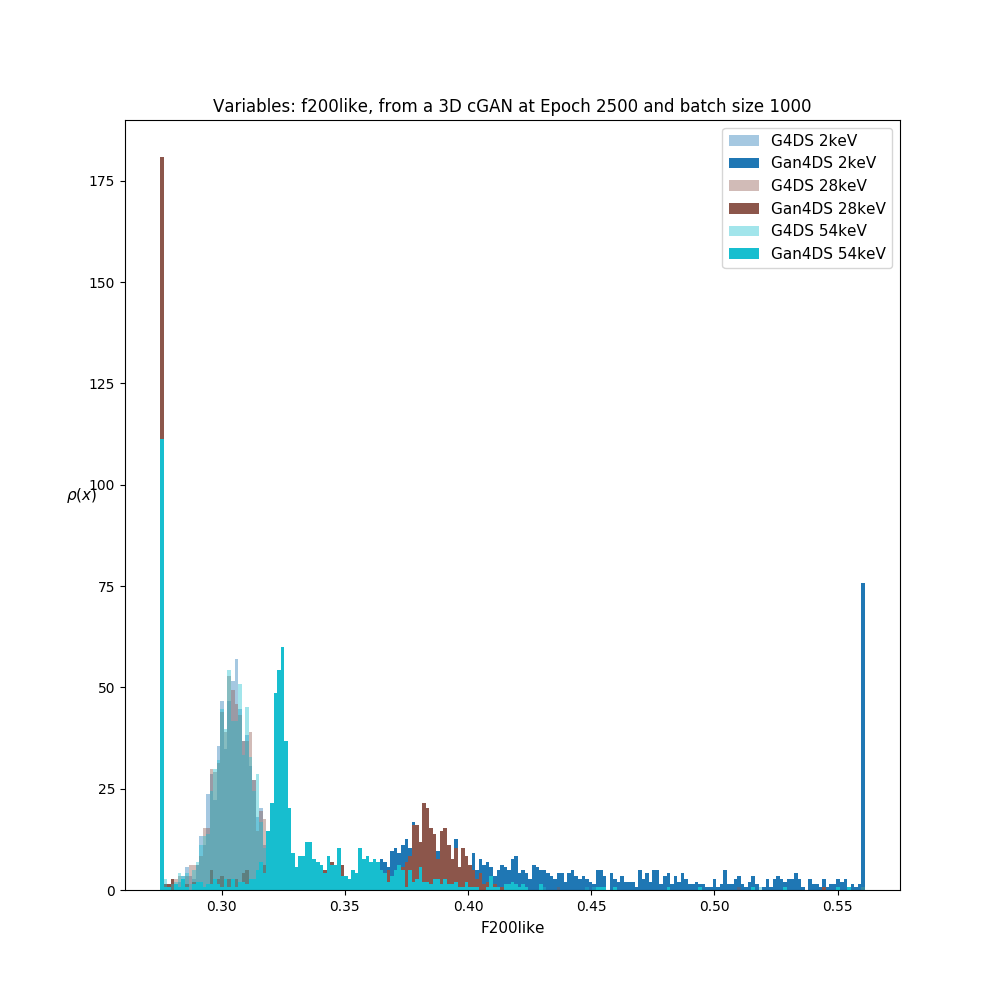 Variables: f200like, from a 3D cGAN at Epoch 2500 and batch size 1000
G4DS 2keV
Gan4DS 2keV
G4DS 28keV
Gan4DS 28keV
G4DS 54keV
Gan4DS 54keV
175
150
125
100
ρ(x)
75
50
25
0
0.30 0.35 0.40 0.45 0.50 0.55
F200like